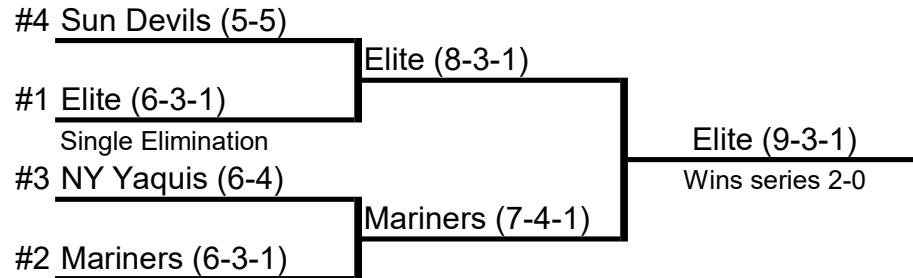 #4 Sun Devils (5-5)
Elite (8-3-1)
#1 Elite (6-3-1)
Single Elimination
Elite (9-3-1)
Wins series 2-0
#3 NY Yaquis (6-4)
Mariners (7-4-1)
#2 Mariners (6-3-1)